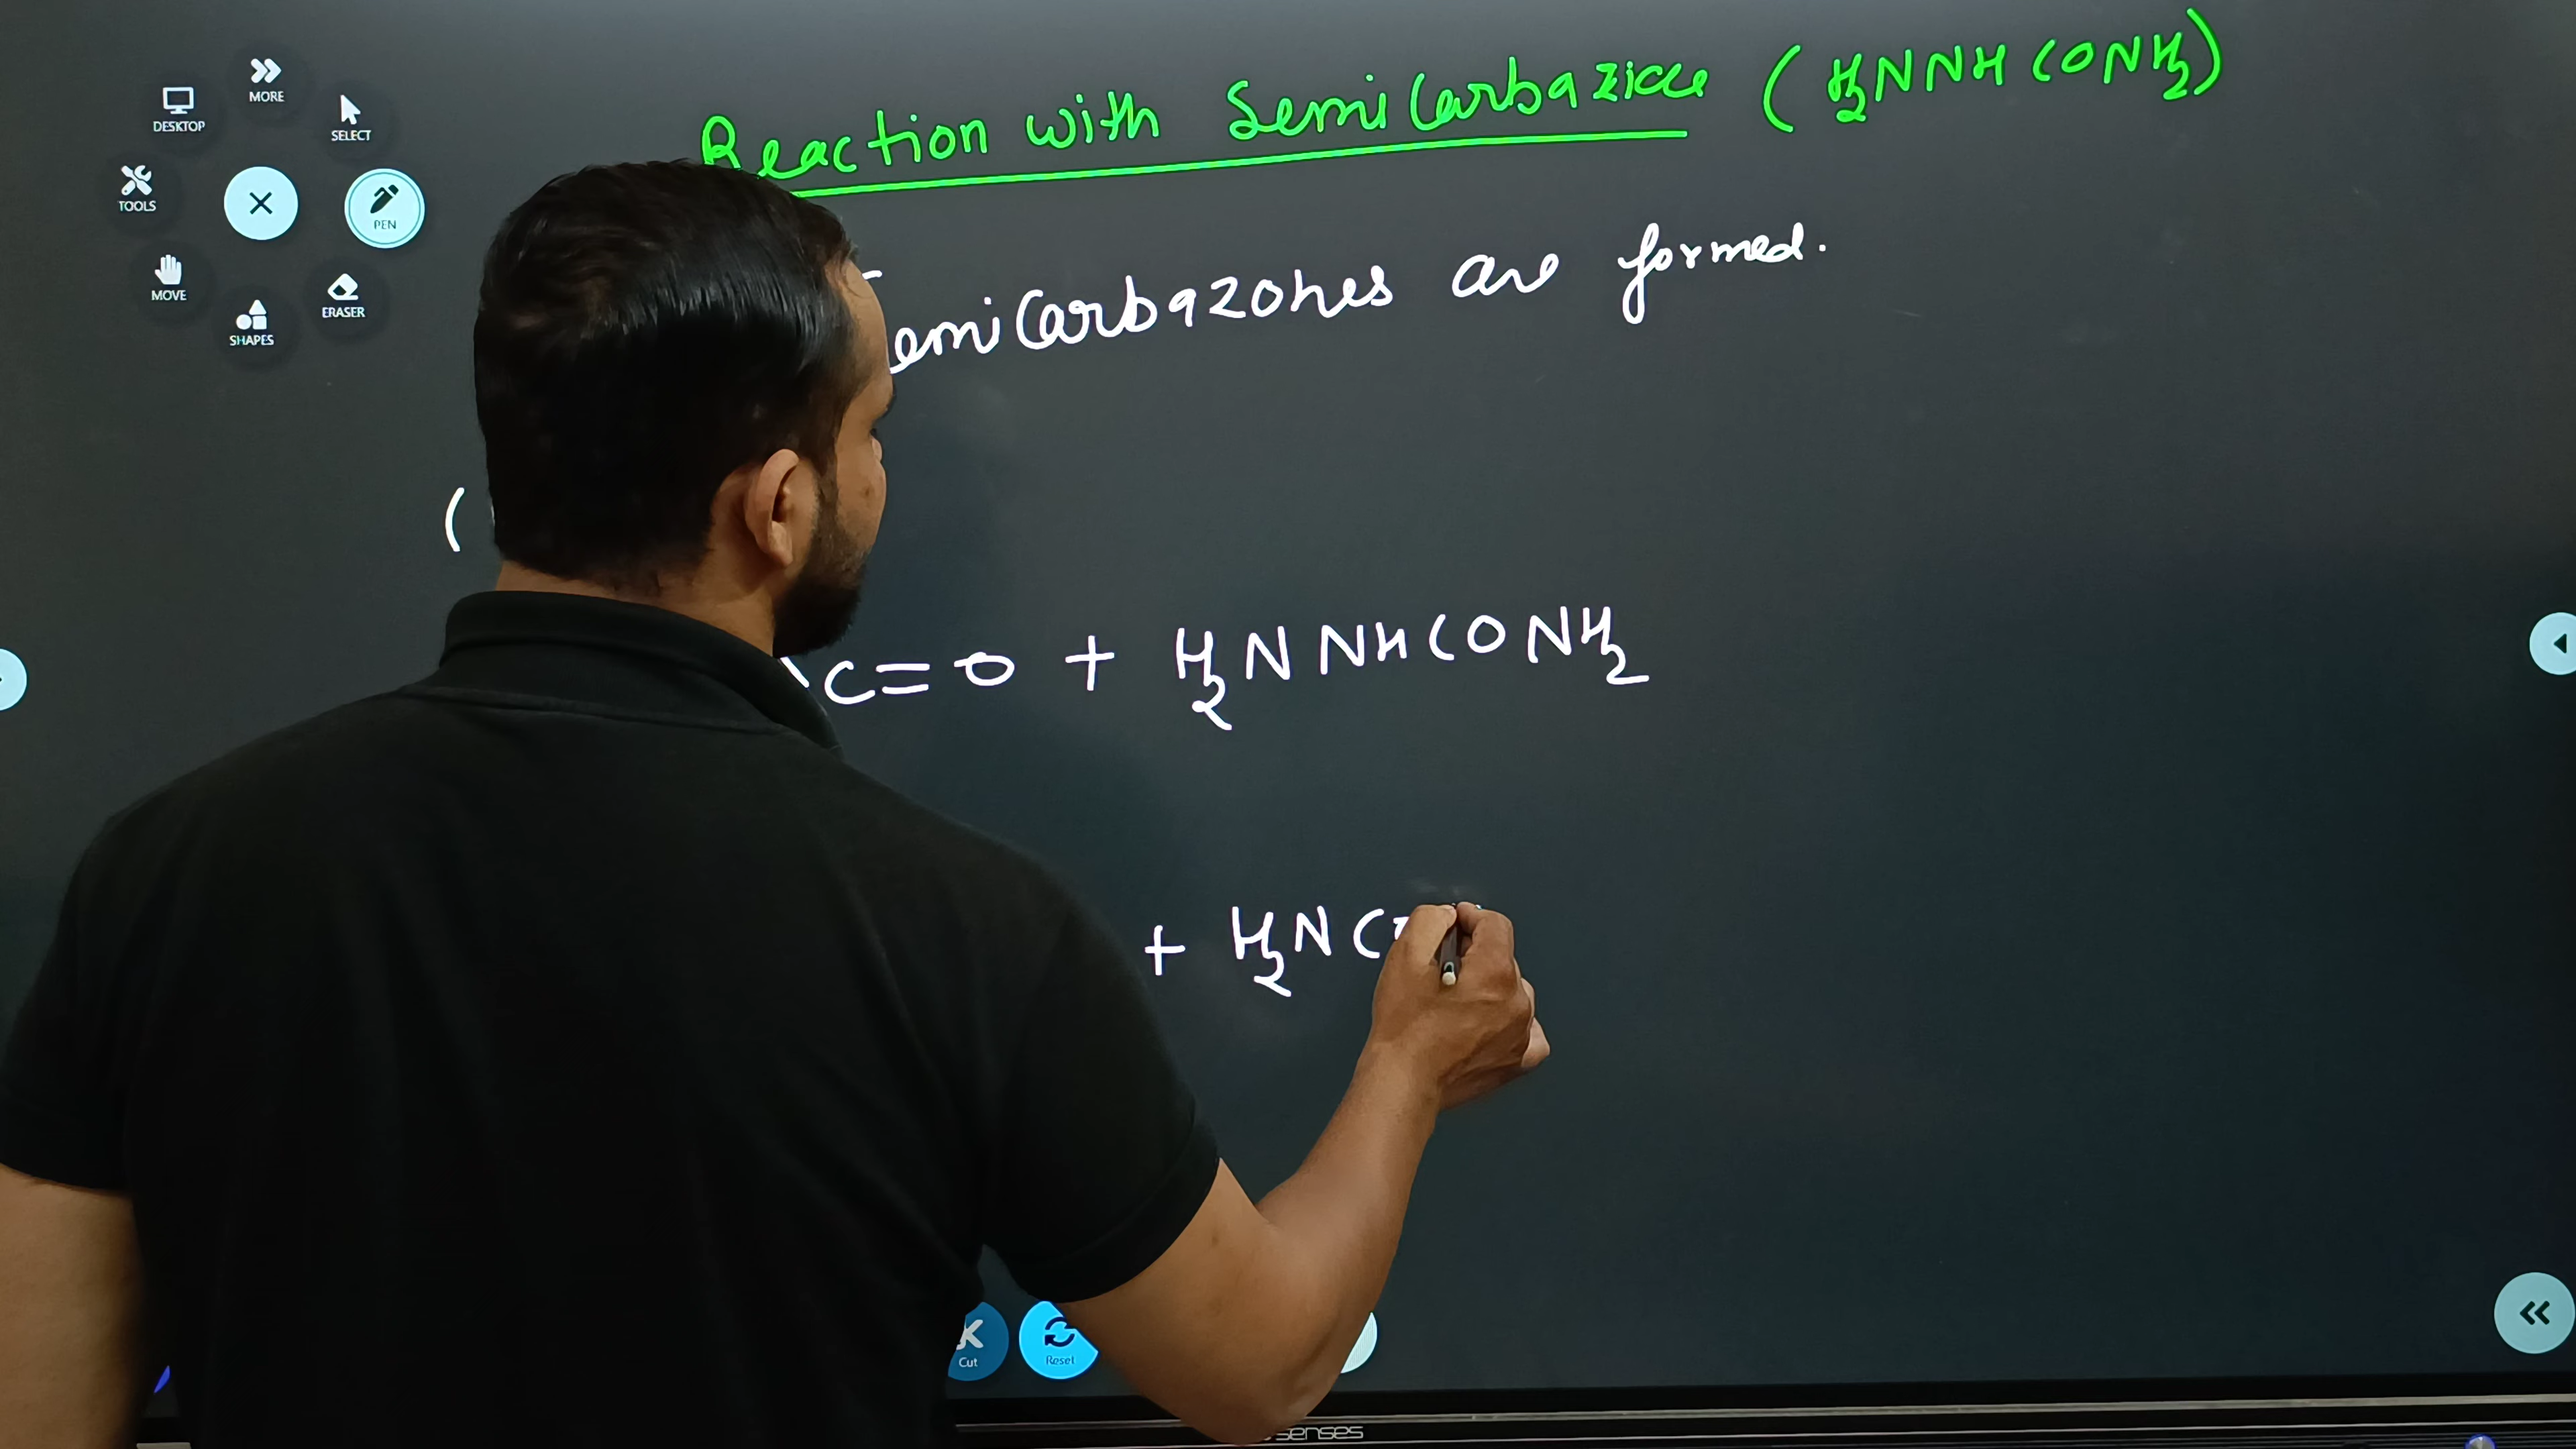 MORE
DESKTOP
SELECT
TOOLS
PEN
MOVE
ERASER
SHAPES
Reaction with Semicarbazide (H₂NNHCONH₂)
emicarbazones are formed.
(
C=O + H₂NNHCONH₂
+ H₂NC
Cut
Reset
senses